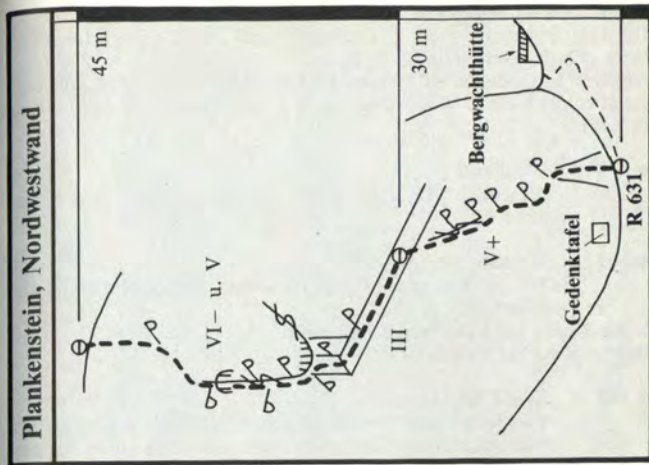 Plankenstein, Nordwestwand
45 m
VI– u. V
30 m
III
Bergwachthütte
V+
Gedenktafel
R 631